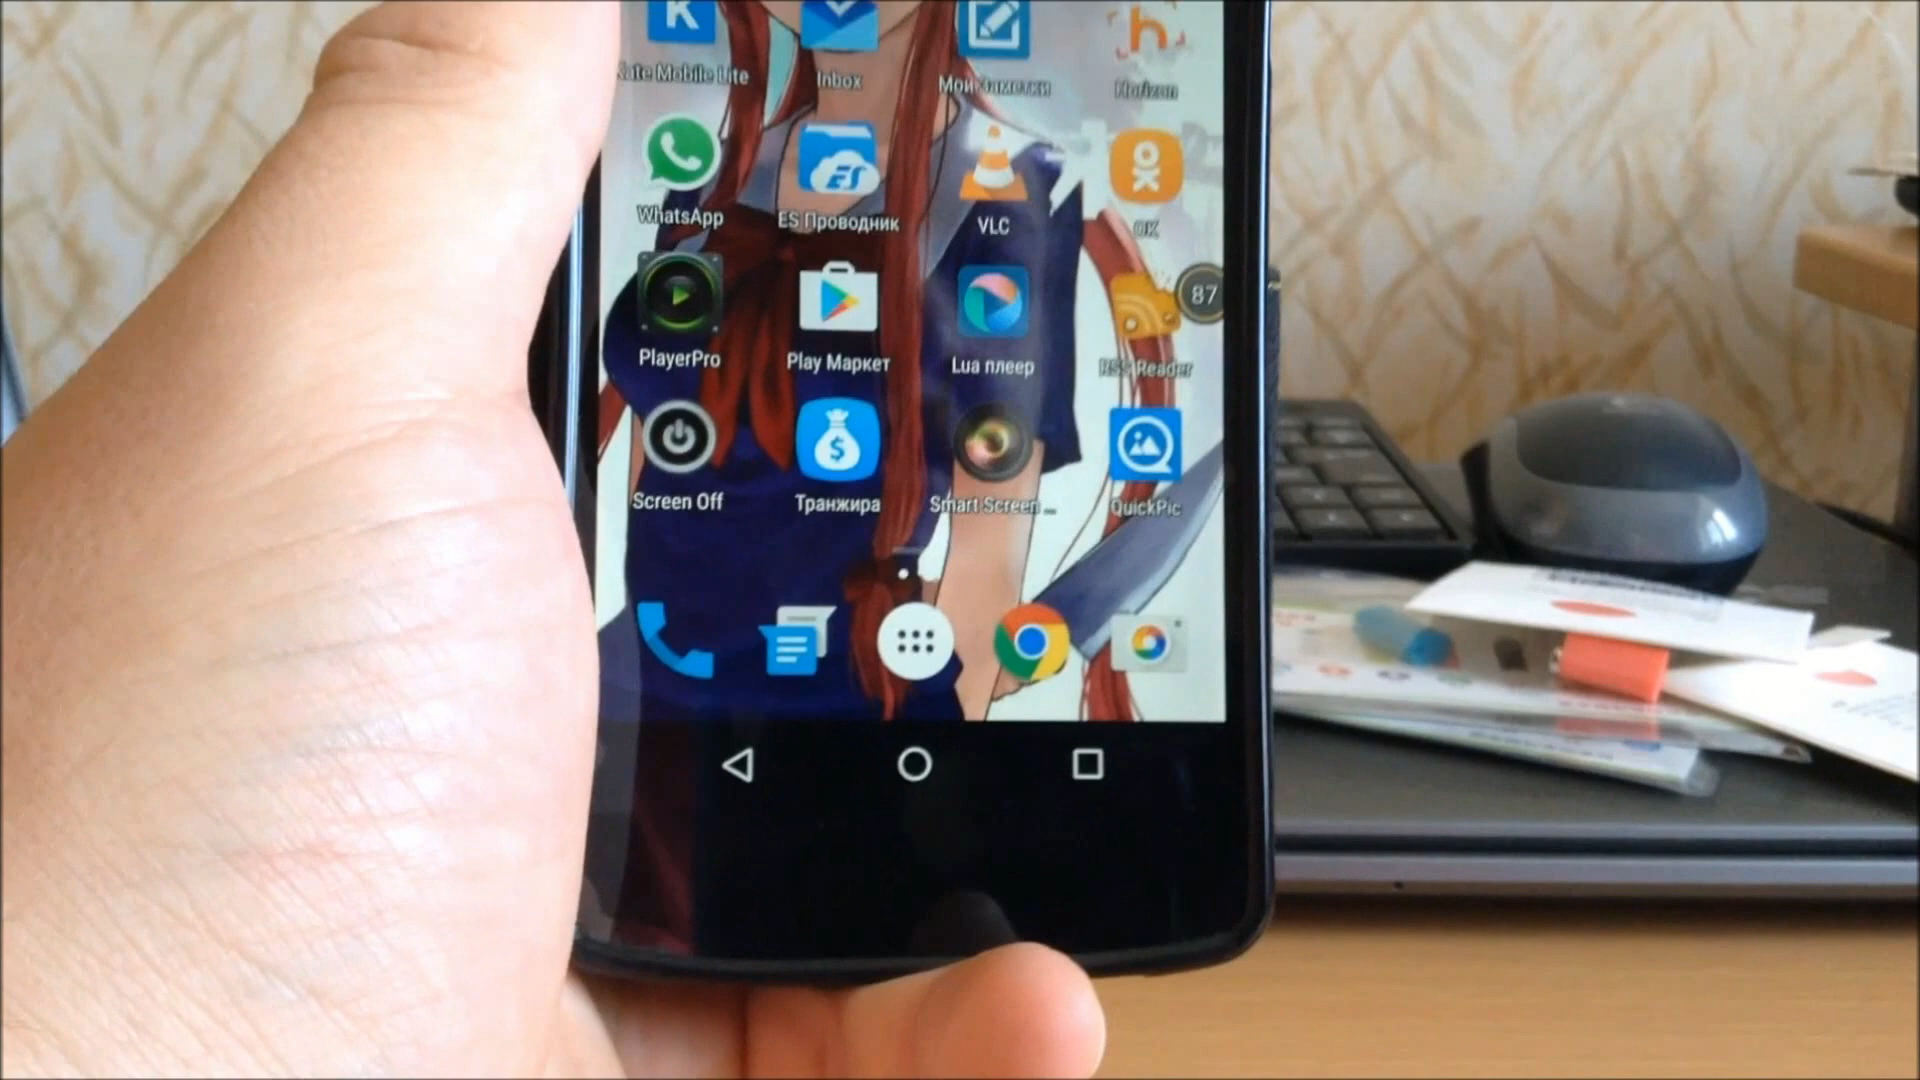 K
Kate Mobile Lite
Inbox
Мои Заметки
h
Horizon
WhatsApp
ES
ES Проводник
VLC
OK
PlayerPro
Play Маркет
Lua плеер
RSS Reader
87
Screen Off
$
Транжира
Smart Screen ...
QuickPic